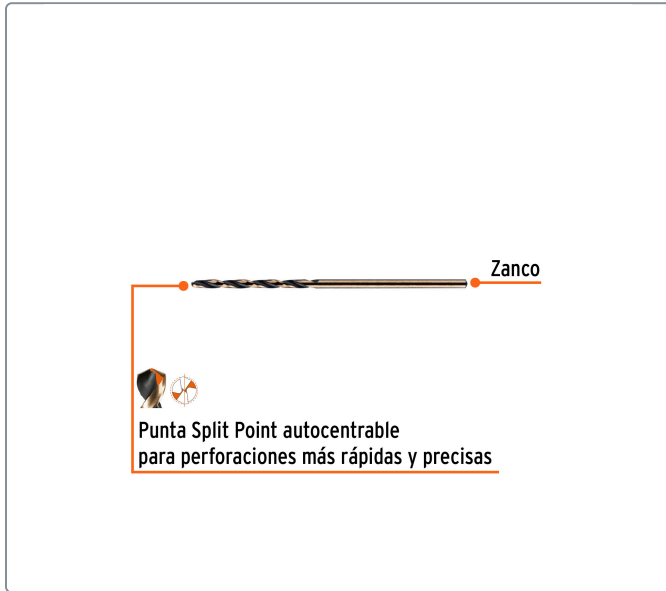 Zanco
Punta Split Point autocentrable
para perforaciones más rápidas y precisas